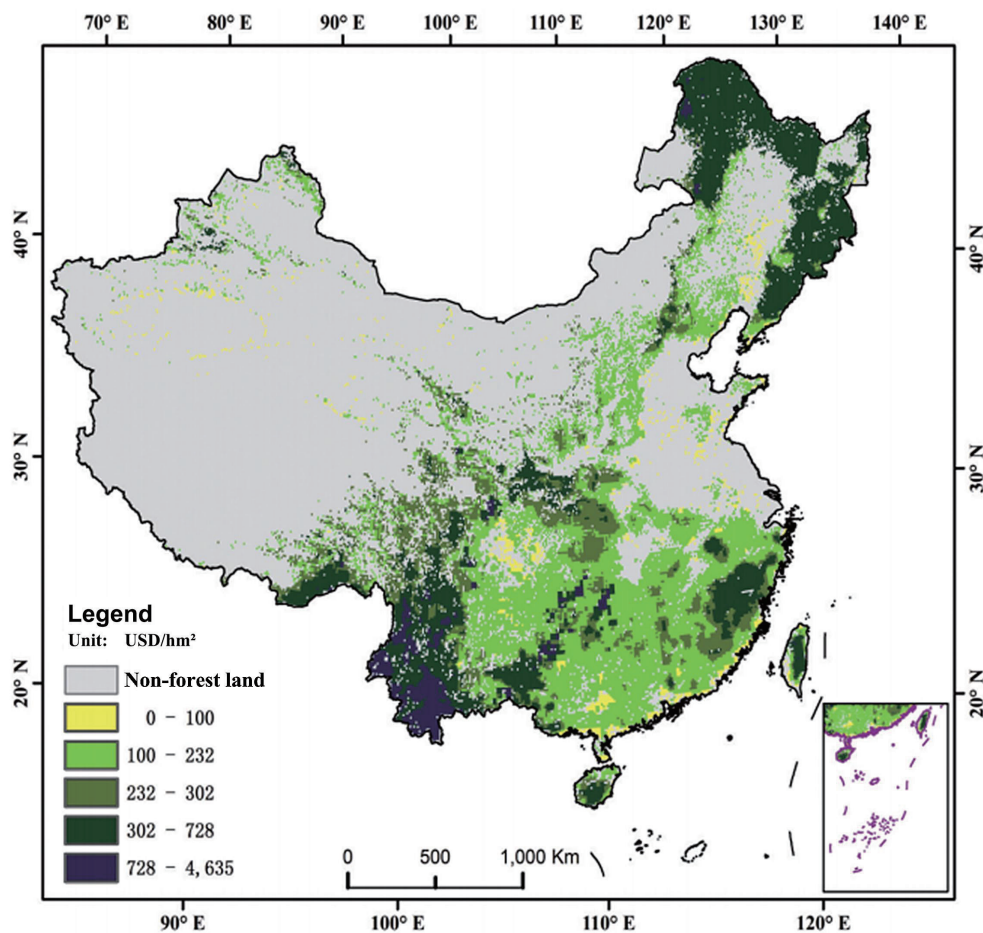 70° E 80° E 90° E 100° E 110° E 120° E 130° E 140° E
40° N 40° N
30° N 30° N
20° N 20° N
Legend
Unit: USD/hm²
Non-forest land
0 – 100
100 – 232
232 – 302
302 – 728
728 – 4,635
0 500 1,000 Km
90° E 100° E 110° E 120° E